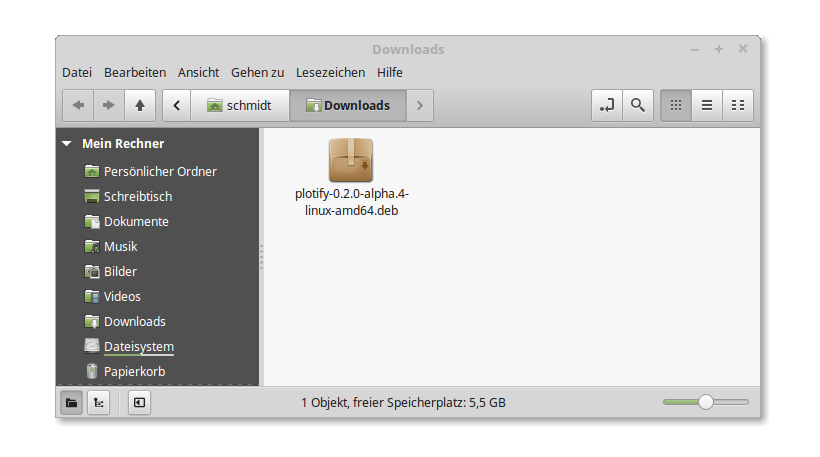 Downloads
Datei Bearbeiten Ansicht Gehen zu Lesezeichen Hilfe
schmidt Downloads
Mein Rechner
Persönlicher Ordner
Schreibtisch
Dokumente
Musik
Bilder
Videos
Downloads
Dateisystem
Papierkorb
plotify-0.2.0-alpha.4-
linux-amd64.deb
1 Objekt, freier Speicherplatz: 5,5 GB